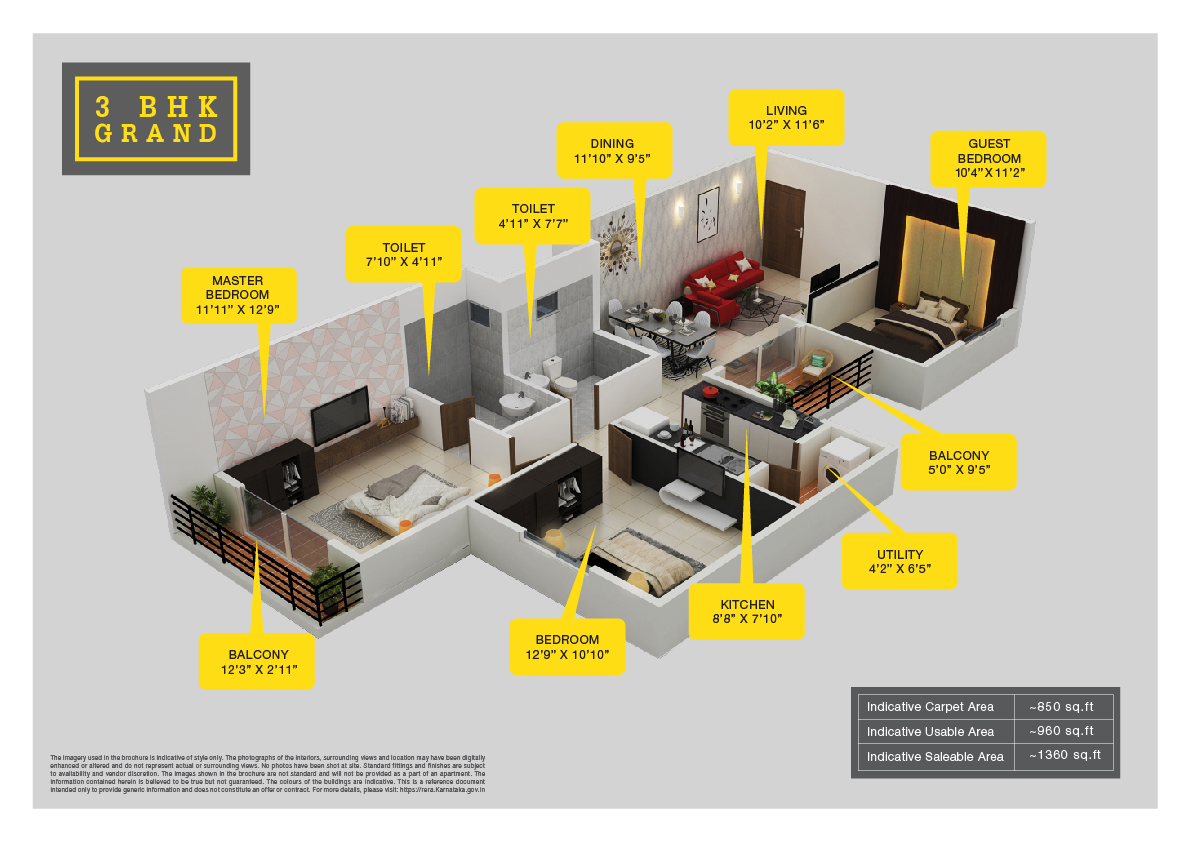 3 BHK
GRAND
LIVING
10’2” X 11’6”
DINING
11’10” X 9’5”
GUEST
BEDROOM
10’4” X 11’2”
TOILET
4’11” X 7’7”
TOILET
7’10” X 4’11”
MASTER
BEDROOM
11’11” X 12’9”
BALCONY
5’0” X 9’5”
UTILITY
4’2” X 6’5”
KITCHEN
8’8” X 7’10”
BEDROOM
12’9” X 10’10”
BALCONY
12’3” X 2’11”
Indicative Carpet Area ~850 sq.ft
Indicative Usable Area ~960 sq.ft
Indicative Saleable Area ~1360 sq.ft
The imagery used in the brochure is indicative of style only. The photographs of the interiors, surrounding views and location may have been digitally
enhanced or altered and do not represent actual or surrounding views. No photos have been shot at site. Standard fittings and finishes are subject
to availability and vendor discretion. The images shown in the brochure are not standard and will not be provided as a part of an apartment. The
information contained herein is believed to be true but not guaranteed. The colours of the buildings are indicative. This is a reference document
intended only to provide generic information and does not constitute an offer or contract. For more details, please visit: https://rera.Karnataka.gov.in